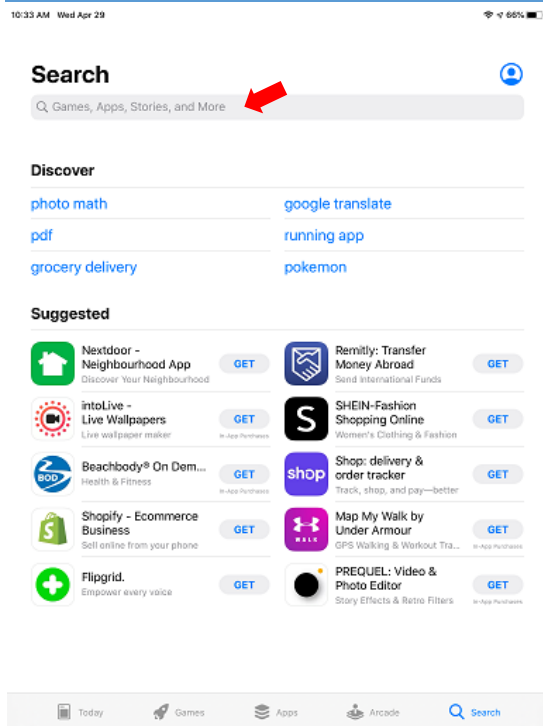 10:33 AM Wed Apr 29 66%
Search
Games, Apps, Stories, and More
Discover
photo math
google translate
pdf
running app
grocery delivery
pokemon
Suggested
Nextdoor -
Neighbourhood App
Discover Your Neighbourhood
GET
Remitly: Transfer
Money Abroad
Send International Funds
GET
intoLive -
Live Wallpapers
Live wallpaper maker
GET
In-App Purchases
S
SHEIN-Fashion
Shopping Online
Women's Clothing & Fashion
GET
BOD
Beachbody® On Dem...
Health & Fitness
GET
In-App Purchases
shop
Shop: delivery &
order tracker
Track, shop, and pay—better
GET
S
Shopify - Ecommerce
Business
Sell online from your phone
GET
WALK
Map My Walk by
Under Armour
GPS Walking & Workout Tra...
GET
In-App Purchases
Flipgrid.
Empower every voice
GET
PREQUEL: Video &
Photo Editor
Story Effects & Retro Filters
GET
In-App Purchases
Today
Games
Apps
Arcade
Search